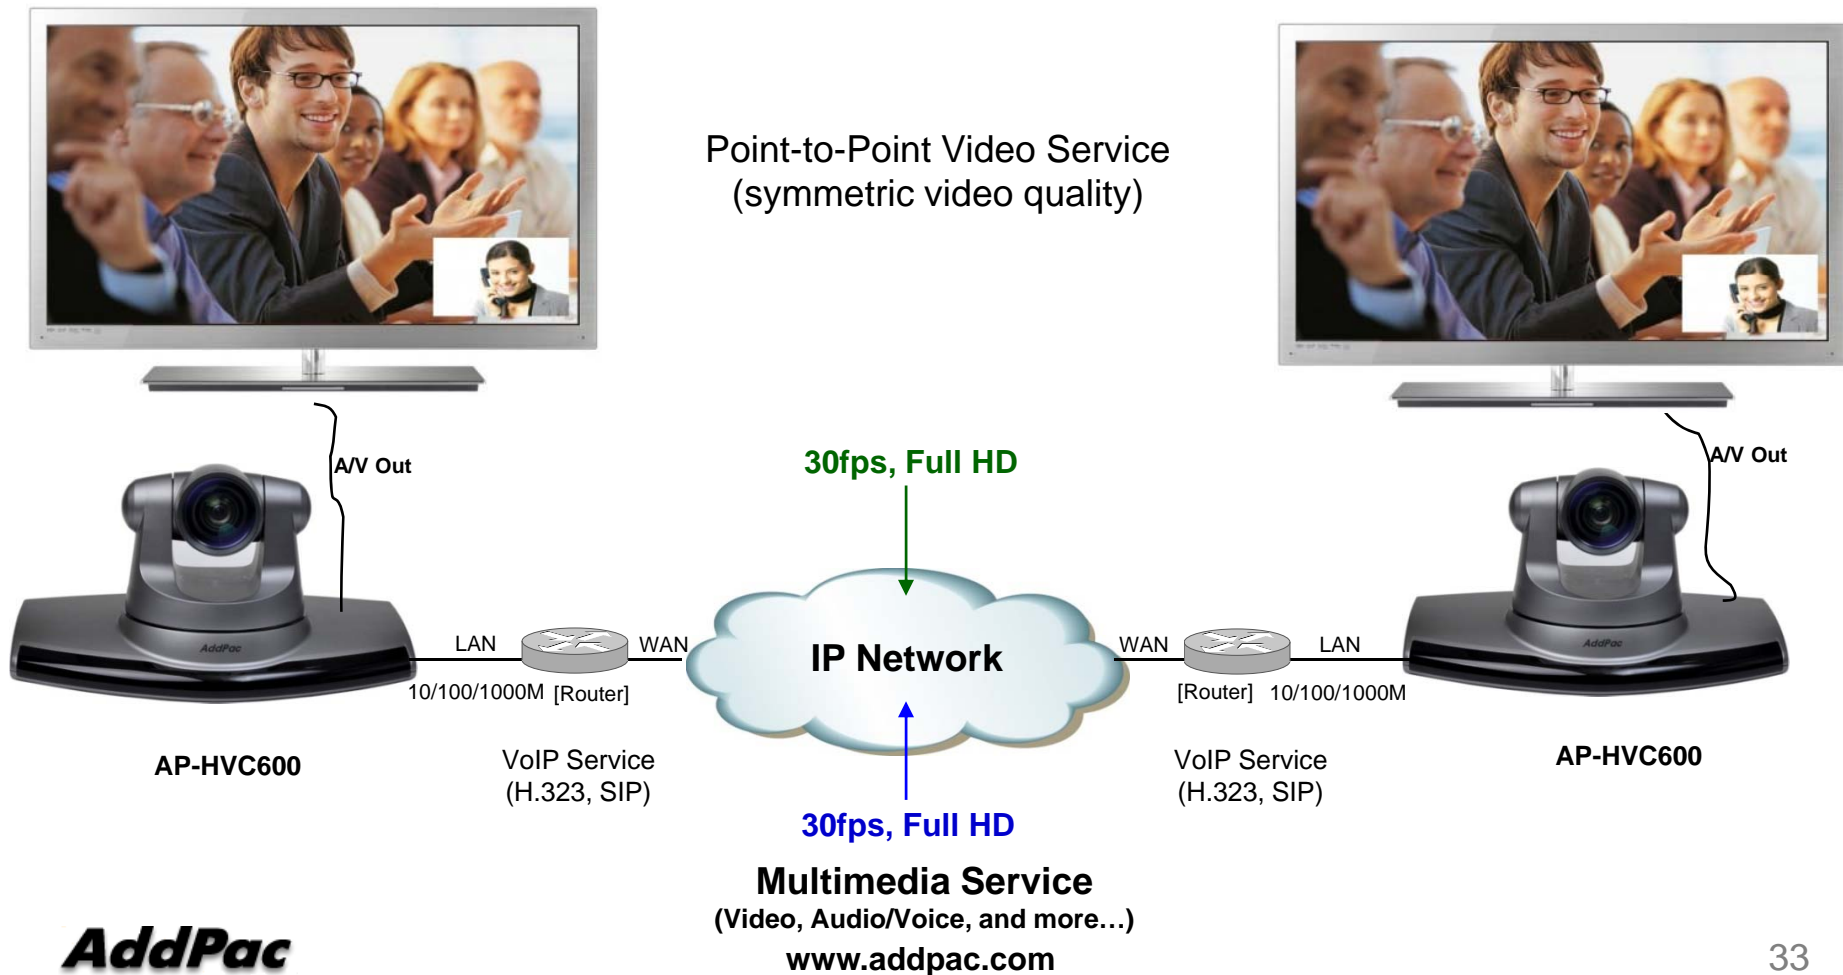 Point-to-Point Video Service
(symmetric video quality)
A/V Out
A/V Out
30fps, Full HD
AddPac
AddPac
LAN
WAN
IP Network
WAN
LAN
10/100/1000M
[Router]
[Router]
10/100/1000M
AP-HVC600
VoIP Service
(H.323, SIP)
VoIP Service
(H.323, SIP)
AP-HVC600
30fps, Full HD
Multimedia Service
(Video, Audio/Voice, and more…)
www.addpac.com
AddPac
33